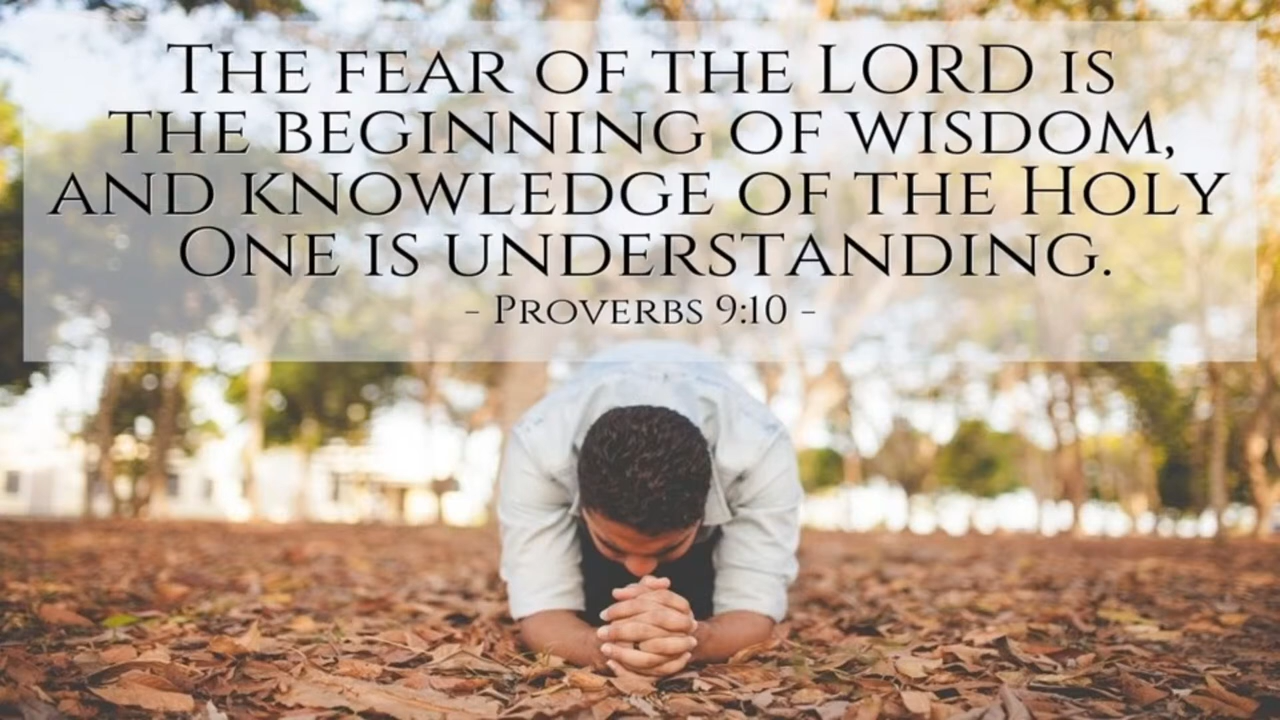 The fear of the LORD is
the beginning of wisdom,
and knowledge of the Holy
One is understanding.
- Proverbs 9:10 -